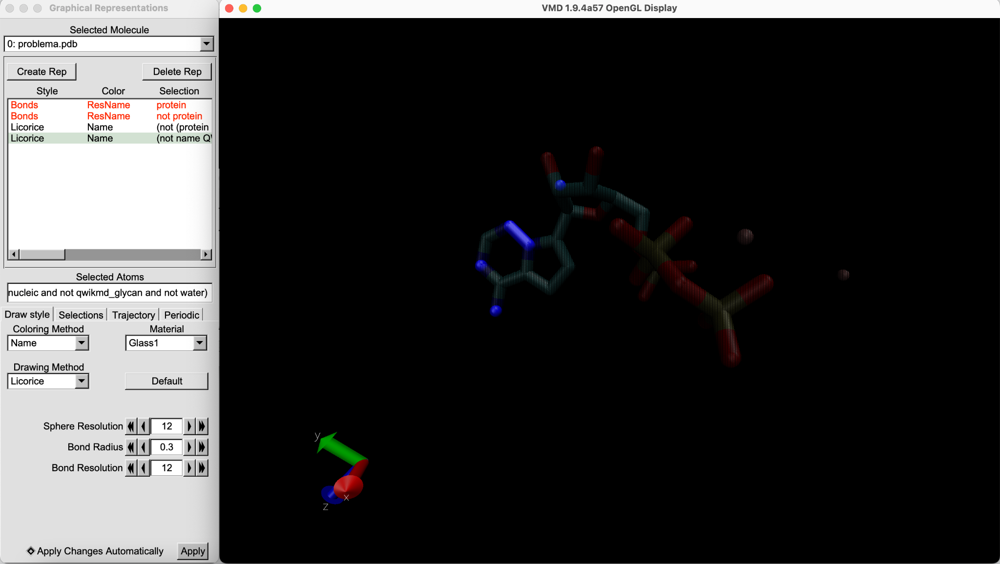 Graphical Representations
VMD 1.9.4a57 OpenGL Display
Selected Molecule
0: problema.pdb
Create Rep
Delete Rep
Style Color Selection
Bonds ResName protein
Bonds ResName not protein
Licorice Name (not (protein
Licorice Name (not name Q
Selected Atoms
nucleic and not qwikmd_glycan and not water)
Draw style Selections Trajectory Periodic
Coloring Method Material
Name Glass1
Drawing Method
Licorice Default
Sphere Resolution 12
Bond Radius 0.3
Bond Resolution 12
Apply Changes Automatically Apply
y
x
z